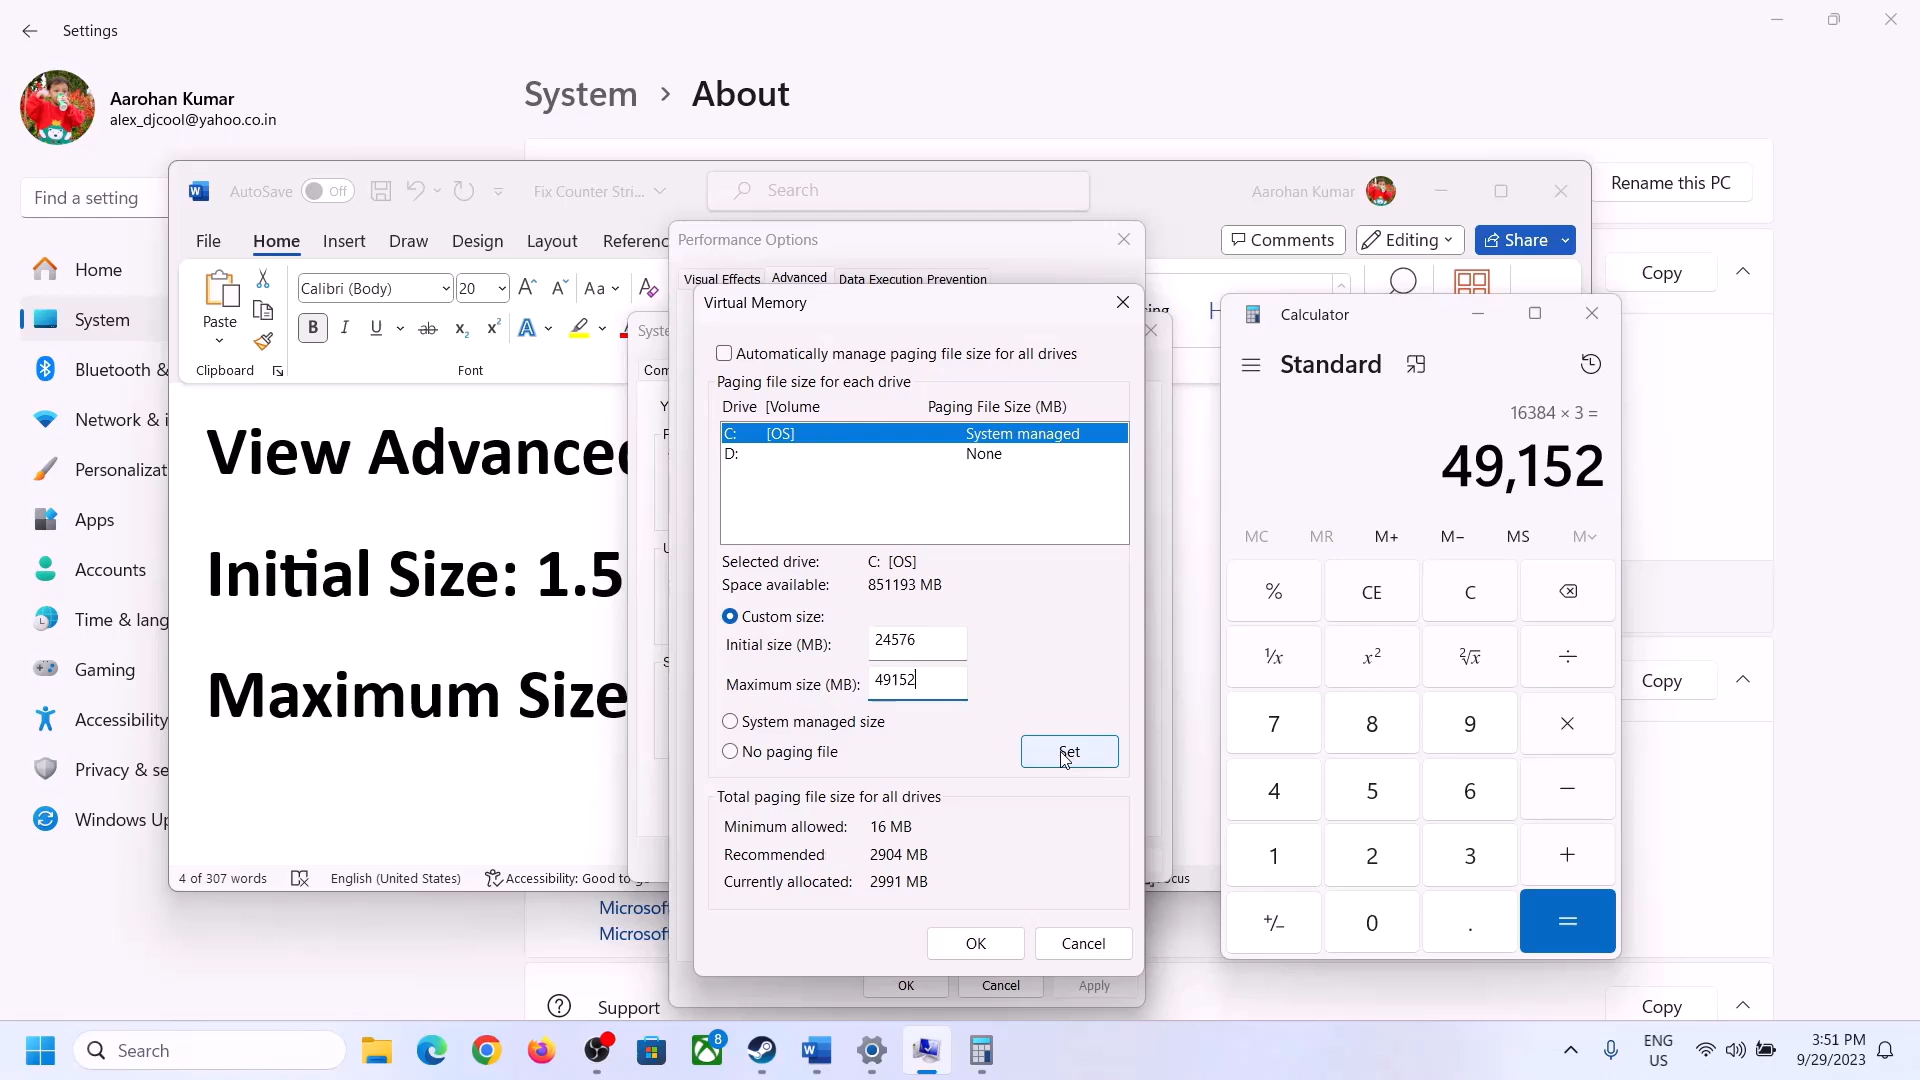 Settings
Aarohan Kumar
alex_djcool@yahoo.co.in
Find a setting
Home
System
Bluetooth &
Network & i
Personalizat
Apps
Accounts
Time & lang
Gaming
Accessibility
Privacy & se
Windows Up
System > About
Rename this PC
Copy
Copy
Support
Copy
AutoSave Off
Fix Counter Stri...
Search
Aarohan Kumar
File Home Insert Draw Design Layout Referenc
Comments Editing Share
Paste
Calibri (Body) 20
Clipboard Font
View Advanced
Initial Size: 1.5
Maximum Size
4 of 307 words English (United States) Accessibility: Good to
Microsof
Microsof
Performance Options
Visual Effects Advanced Data Execution Prevention
OK Cancel Apply
Virtual Memory
Automatically manage paging file size for all drives
Paging file size for each drive
Drive [Volume Paging File Size (MB)
C: [OS] System managed
D: None
Selected drive: C: [OS]
Space available: 851193 MB
Custom size:
Initial size (MB): 24576
Maximum size (MB): 49152
System managed size
No paging file
Set
Total paging file size for all drives
Minimum allowed: 16 MB
Recommended 2904 MB
Currently allocated: 2991 MB
OK Cancel
Calculator
Standard
16384 × 3 =
49,152
MC MR M+ M− MS M
% CE C
¹/x x² ²√x ÷
7 8 9 ×
4 5 6 −
1 2 3 +
+/− 0 . =
Search
8
ENG
US
3:51 PM
9/29/2023